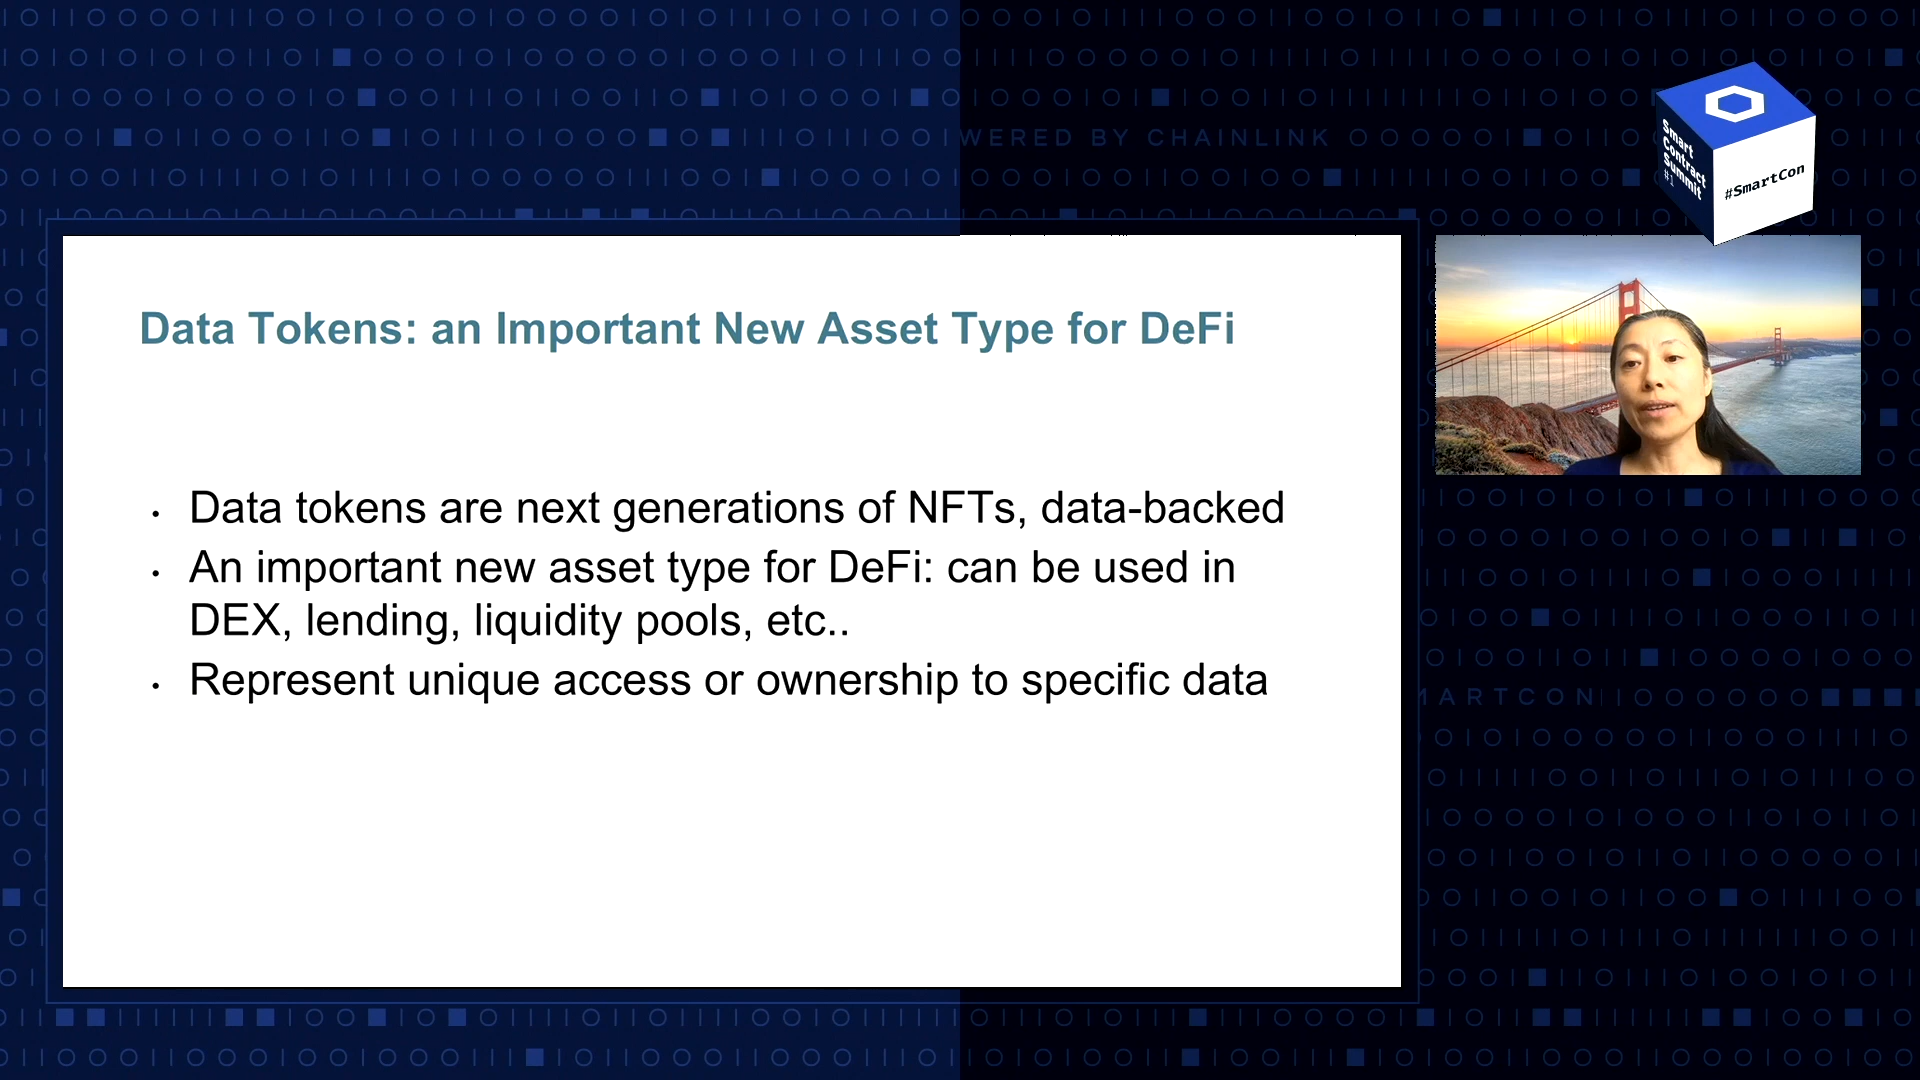 WERED BY CHAINLINK
Smart
Contract
Summit
#1
#SmartCon
Data Tokens: an Important New Asset Type for DeFi
• Data tokens are next generations of NFTs, data-backed
• An important new asset type for DeFi: can be used in
DEX, lending, liquidity pools, etc..
• Represent unique access or ownership to specific data
MARTCON